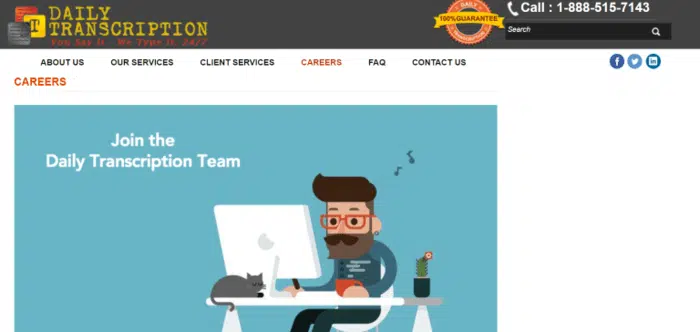 DAILY
TRANSCRIPTION
You Say It. We Type It. 24/7
DAILY
100%GUARANTEE
TRANSCRIPTION
Call : 1-888-515-7143
Search
ABOUT US OUR SERVICES CLIENT SERVICES CAREERS FAQ CONTACT US
CAREERS
Join the
Daily Transcription Team